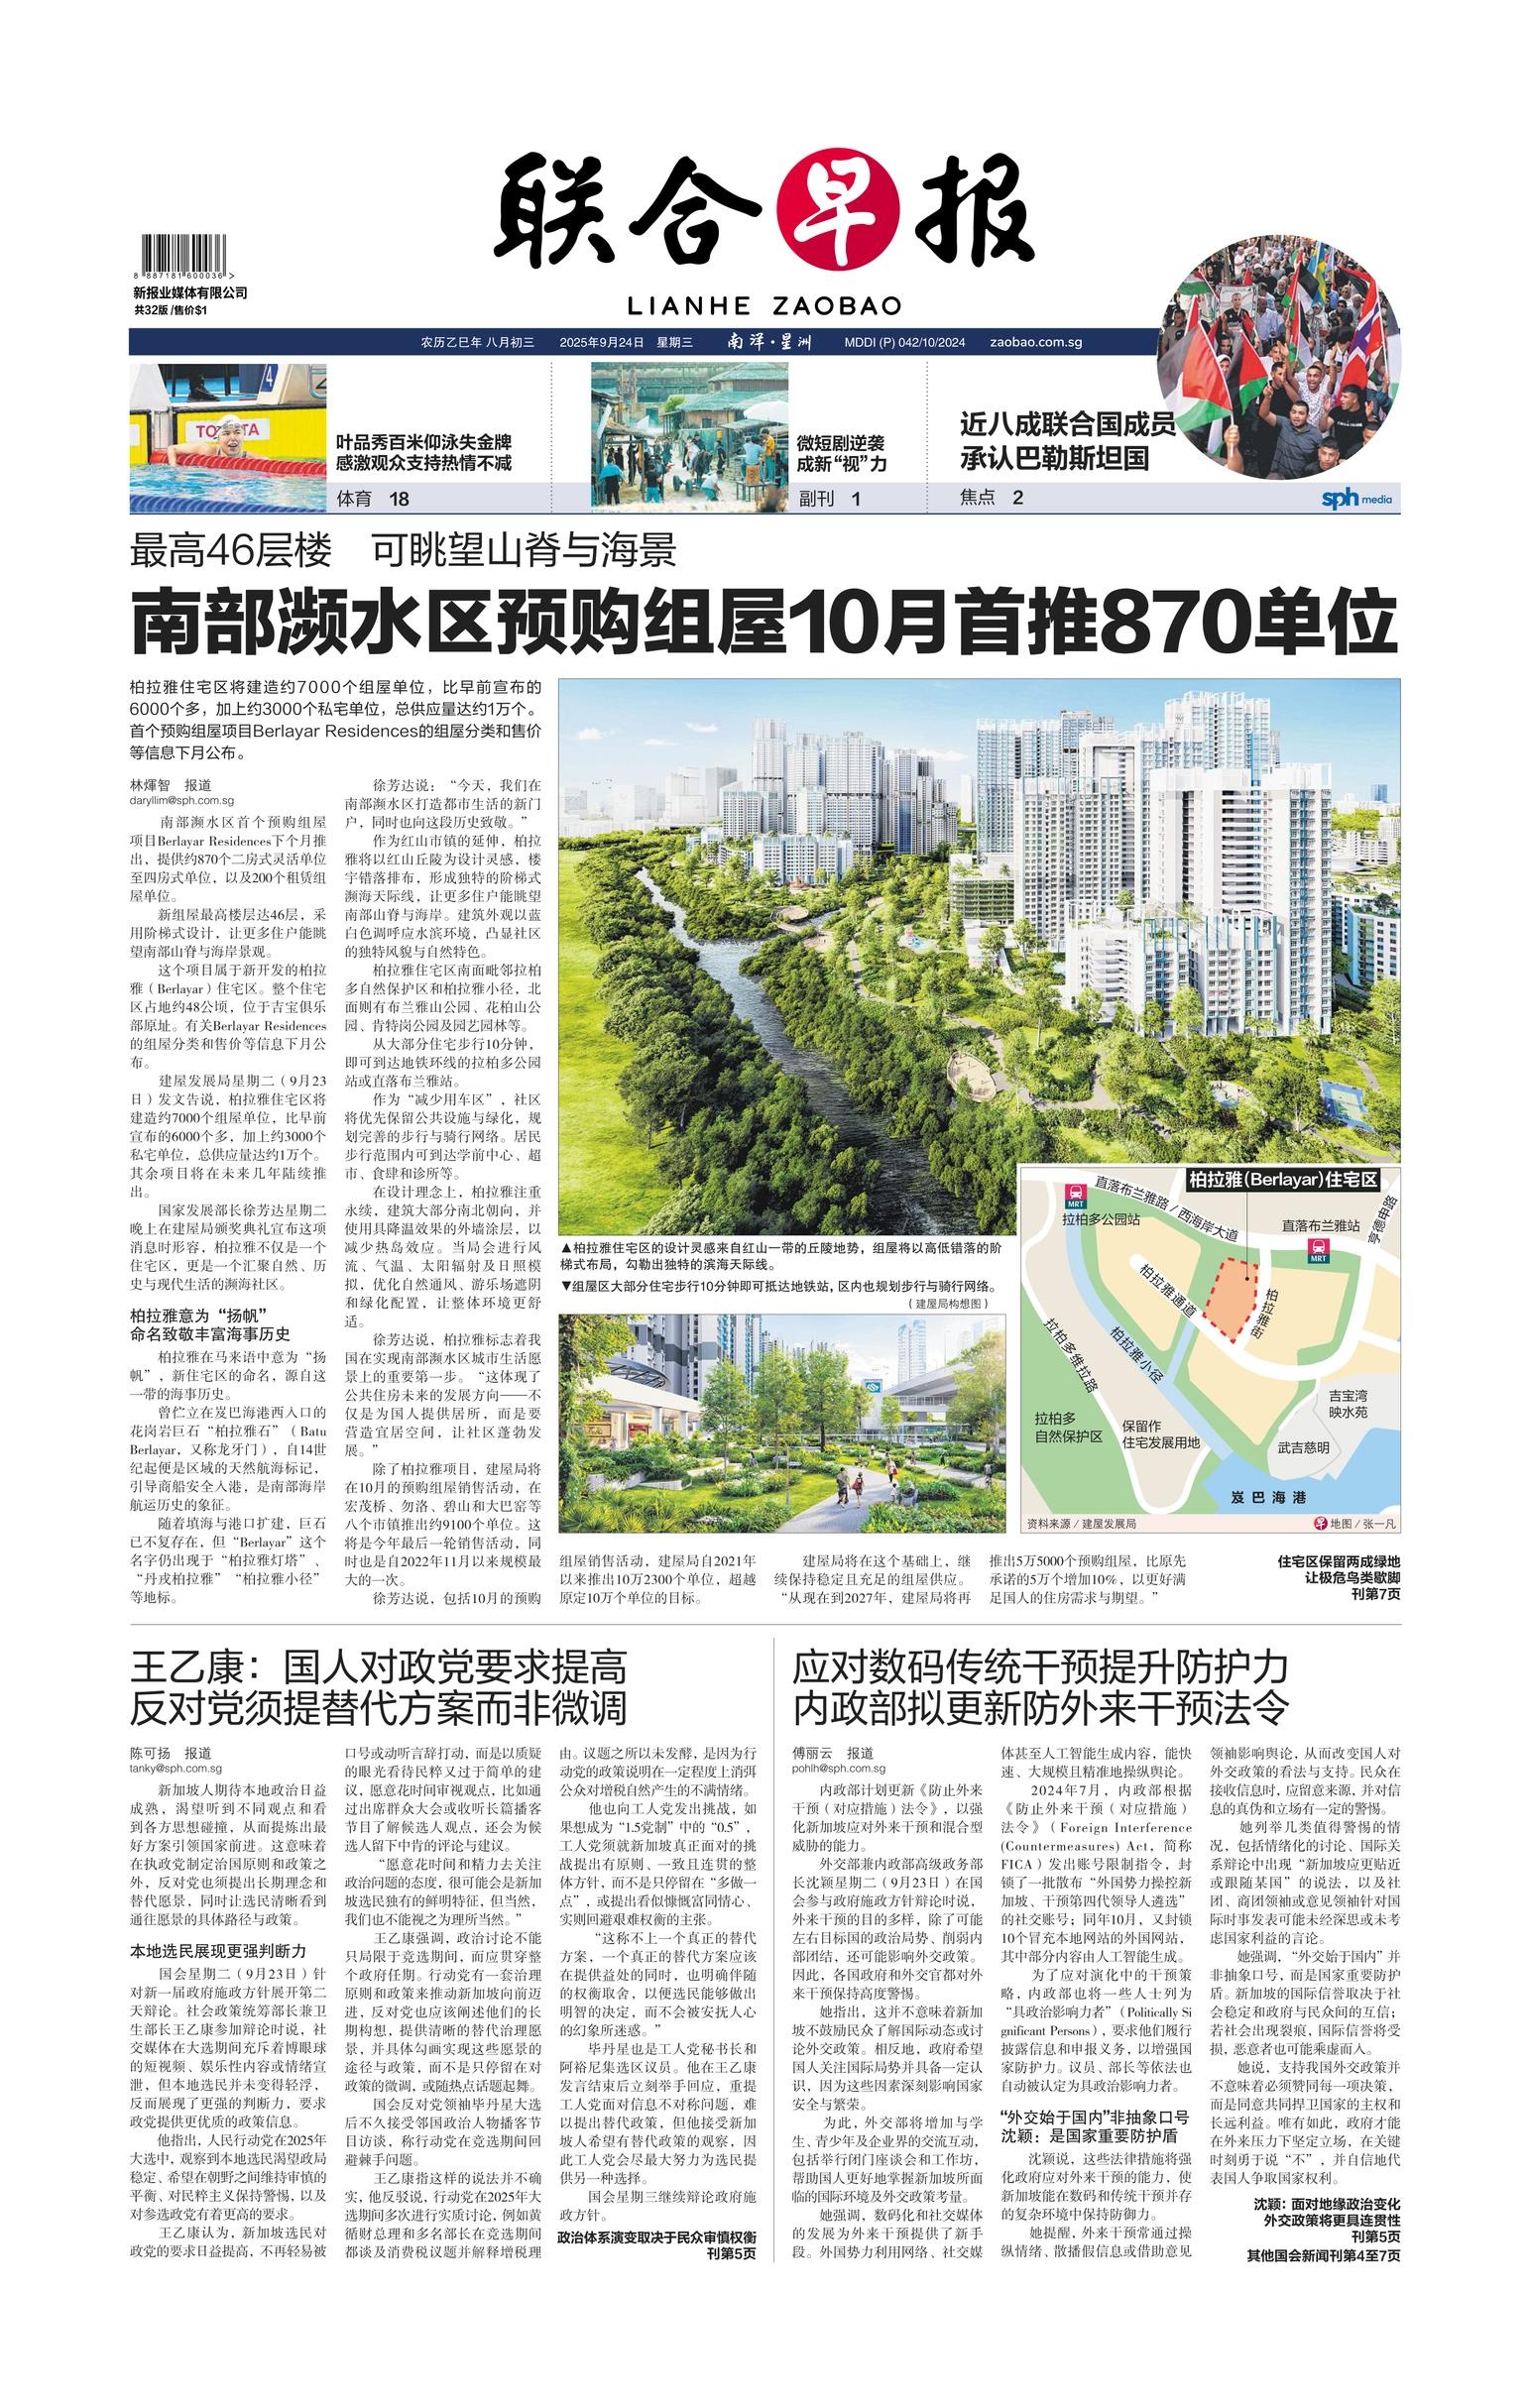 联合早报
LIANHE ZAOBAO
8 887181 600036 >
新报业媒体有限公司
共32版 /售价$1
农历乙巳年 八月初三 2025年9月24日 星期三 南洋·星洲 MDDI (P) 042/10/2024 zaobao.com.sg
4
TOYOTA
叶品秀百米仰泳失金牌
感激观众支持热情不减
体育 18
微短剧逆袭
成新“视”力
副刊 1
近八成联合国成员
承认巴勒斯坦国
焦点 2
sph media
最高46层楼 可眺望山脊与海景
南部濒水区预购组屋10月首推870单位
柏拉雅住宅区将建造约7000个组屋单位，比早前宣布的
6000个多，加上约3000个私宅单位，总供应量达约1万个。
首个预购组屋项目Berlayar Residences的组屋分类和售价
等信息下月公布。
林煇智 报道
daryllim@sph.com.sg
南部濒水区首个预购组屋
项目Berlayar Residences下个月推
出，提供约870个二房式灵活单位
至四房式单位，以及200个租赁组
屋单位。
新组屋最高楼层达46层，采
用阶梯式设计，让更多住户能眺
望南部山脊与海岸景观。
这个项目属于新开发的柏拉
雅（Berlayar）住宅区。整个住宅
区占地约48公顷，位于吉宝俱乐
部原址。有关Berlayar Residences
的组屋分类和售价等信息下月公
布。
建屋发展局星期二（9月23
日）发文告说，柏拉雅住宅区将
建造约7000个组屋单位，比早前
宣布的6000个多，加上约3000个
私宅单位，总供应量达约1万个。
其余项目将在未来几年陆续推
出。
国家发展部长徐芳达星期二
晚上在建屋局颁奖典礼宣布这项
消息时形容，柏拉雅不仅是一个
住宅区，更是一个汇聚自然、历
史与现代生活的濒海社区。
柏拉雅意为“扬帆”
命名致敬丰富海事历史
柏拉雅在马来语中意为“扬
帆”，新住宅区的命名，源自这
一带的海事历史。
曾伫立在岌巴海港西入口的
花岗岩巨石“柏拉雅石”（Batu
Berlayar，又称龙牙门），自14世
纪起便是区域的天然航海标记，
引导商船安全入港，是南部海岸
航运历史的象征。
随着填海与港口扩建，巨石
已不复存在，但“Berlayar”这个
名字仍出现于“柏拉雅灯塔”、
“丹戎柏拉雅”“柏拉雅小径”
等地标。
徐芳达说：“今天，我们在
南部濒水区打造都市生活的新门
户，同时也向这段历史致敬。”
作为红山市镇的延伸，柏拉
雅将以红山丘陵为设计灵感，楼
宇错落排布，形成独特的阶梯式
濒海天际线，让更多住户能眺望
南部山脊与海岸。建筑外观以蓝
白色调呼应水滨环境，凸显社区
的独特风貌与自然特色。
柏拉雅住宅区南面毗邻拉柏
多自然保护区和柏拉雅小径，北
面则有布兰雅山公园、花柏山公
园、肯特岗公园及园艺园林等。
从大部分住宅步行10分钟，
即可到达地铁环线的拉柏多公园
站或直落布兰雅站。
作为“减少用车区”，社区
将优先保留公共设施与绿化，规
划完善的步行与骑行网络。居民
步行范围内可到达学前中心、超
市、食肆和诊所等。
在设计理念上，柏拉雅注重
永续，建筑大部分南北朝向，并
使用具降温效果的外墙涂层，以
减少热岛效应。当局会进行风
流、气温、太阳辐射及日照模
拟，优化自然通风、游乐场遮阴
和绿化配置，让整体环境更舒
适。
徐芳达说，柏拉雅标志着我
国在实现南部濒水区城市生活愿
景上的重要第一步。“这体现了
公共住房未来的发展方向——不
仅是为国人提供居所，而是要
营造宜居空间，让社区蓬勃发
展。”
除了柏拉雅项目，建屋局将
在10月的预购组屋销售活动，在
宏茂桥、勿洛、碧山和大巴窑等
八个市镇推出约9100个单位。这
将是今年最后一轮销售活动，同
时也是自2022年11月以来规模最
大的一次。
徐芳达说，包括10月的预购
▲柏拉雅住宅区的设计灵感来自红山一带的丘陵地势，组屋将以高低错落的阶
梯式布局，勾勒出独特的滨海天际线。
▼组屋区大部分住宅步行10分钟即可抵达地铁站，区内也规划步行与骑行网络。
（建屋局构想图）
柏拉雅(Berlayar)住宅区
MRT
拉柏多公园站
直落布兰雅路 / 西海岸大道
直落布兰雅站
MRT
亭德申路
柏拉雅通道
柏拉雅街
柏拉雅小径
拉柏多维拉路
拉柏多
自然保护区
保留作
住宅发展用地
吉宝湾
映水苑
武吉慈明
岌巴海港
资料来源 / 建屋发展局
早 地图 / 张一凡
组屋销售活动，建屋局自2021年
以来推出10万2300个单位，超越
原定10万个单位的目标。
建屋局将在这个基础上，继
续保持稳定且充足的组屋供应。
“从现在到2027年，建屋局将再
推出5万5000个预购组屋，比原先
承诺的5万个增加10%，以更好满
足国人的住房需求与期望。”
住宅区保留两成绿地
让极危鸟类歇脚
刊第7页
王乙康：国人对政党要求提高
反对党须提替代方案而非微调
陈可扬 报道
tanky@sph.com.sg
新加坡人期待本地政治日益
成熟，渴望听到不同观点和看
到各方思想碰撞，从而提炼出最
好方案引领国家前进。这意味着
在执政党制定治国原则和政策之
外，反对党也须提出长期理念和
替代愿景，同时让选民清晰看到
通往愿景的具体路径与政策。
本地选民展现更强判断力
国会星期二（9月23日）针
对新一届政府施政方针展开第二
天辩论。社会政策统筹部长兼卫
生部长王乙康参加辩论时说，社
交媒体在大选期间充斥着博眼球
的短视频、娱乐性内容或情绪宣
泄，但本地选民并未变得轻浮，
反而展现了更强的判断力，要求
政党提供更优质的政策信息。
他指出，人民行动党在2025年
大选中，观察到本地选民渴望政局
稳定、希望在朝野之间维持审慎的
平衡、对民粹主义保持警惕，以及
对参选政党有着更高的要求。
王乙康认为，新加坡选民对
政党的要求日益提高，不再轻易被
口号或动听言辞打动，而是以质疑
的眼光看待民粹又过于简单的建
议，愿意花时间审视观点，比如通
过出席群众大会或收听长篇播客
节目了解候选人观点，还会为候
选人留下中肯的评论与建议。
“愿意花时间和精力去关注
政治问题的态度，很可能会是新加
坡选民独有的鲜明特征，但当然，
我们也不能视之为理所当然。”
王乙康强调，政治讨论不能
只局限于竞选期间，而应贯穿整
个政府任期。行动党有一套治理
原则和政策来推动新加坡向前迈
进，反对党也应该阐述他们的长
期构想，提供清晰的替代治理愿
景，并具体勾画实现这些愿景的
途径与政策，而不是只停留在对
政策的微调，或随热点话题起舞。
国会反对党领袖毕丹星大选
后不久接受邻国政治人物播客节
目访谈，称行动党在竞选期间回
避棘手问题。
王乙康指这样的说法并不确
实，他反驳说，行动党在2025年大
选期间多次进行实质讨论，例如黄
循财总理和多名部长在竞选期间
都谈及消费税议题并解释增税理
由。议题之所以未发酵，是因为行
动党的政策说明在一定程度上消弭
公众对增税自然产生的不满情绪。
他也向工人党发出挑战，如
果想成为“1.5党制”中的“0.5”，
工人党须就新加坡真正面对的挑
战提出有原则、一致且连贯的整
体方针，而不是只停留在“多做一
点”，或提出看似慷慨富同情心、
实则回避艰难权衡的主张。
“这称不上一个真正的替代
方案，一个真正的替代方案应该
在提供益处的同时，也明确伴随
的权衡取舍，以便选民能够做出
明智的决定，而不会被安抚人心
的幻象所迷惑。”
毕丹星也是工人党秘书长和
阿裕尼集选区议员。他在王乙康
发言结束后立刻举手回应，重提
工人党面对信息不对称问题，难
以提出替代政策，但他接受新加
坡人希望有替代政策的观察，因
此工人党会尽最大努力为选民提
供另一种选择。
国会星期三继续辩论政府施
政方针。
政治体系演变取决于民众审慎权衡
刊第5页
应对数码传统干预提升防护力
内政部拟更新防外来干预法令
傅丽云 报道
pohlh@sph.com.sg
内政部计划更新《防止外来
干预（对应措施）法令》，以强
化新加坡应对外来干预和混合型
威胁的能力。
外交部兼内政部高级政务部
长沈颖星期二（9月23日）在国
会参与政府施政方针辩论时说，
外来干预的目的多样，除了可能
左右目标国的政治局势、削弱内
部团结，还可能影响外交政策。
因此，各国政府和外交官都对外
来干预保持高度警惕。
她指出，这并不意味着新加
坡不鼓励民众了解国际动态或讨
论外交政策。相反地，政府希望
国人关注国际局势并具备一定认
识，因为这些因素深刻影响国家
安全与繁荣。
为此，外交部将增加与学
生、青少年及企业界的交流互动，
包括举行闭门座谈会和工作坊，
帮助国人更好地掌握新加坡所面
临的国际环境及外交政策考量。
她强调，数码化和社交媒体
的发展为外来干预提供了新手
段。外国势力利用网络、社交媒
体甚至人工智能生成内容，能快
速、大规模且精准地操纵舆论。
2024年7月，内政部根据
《防止外来干预（对应措施）
法令》（Foreign Interference
(Countermeasures) Act，简称
FICA）发出账号限制指令，封
锁了一批散布“外国势力操控新
加坡、干预第四代领导人遴选”
的社交账号；同年10月，又封锁
10个冒充本地网站的外国网站，
其中部分内容由人工智能生成。
为了应对演化中的干预策
略，内政部也将一些人士列为
“具政治影响力者”（Politically Si
gnificant Persons），要求他们履行
披露信息和申报义务，以增强国
家防护力。议员、部长等依法也
自动被认定为具政治影响力者。
“外交始于国内”非抽象口号
沈颖：是国家重要防护盾
沈颖说，这些法律措施将强
化政府应对外来干预的能力，使
新加坡能在数码和传统干预并存
的复杂环境中保持防御力。
她提醒，外来干预常通过操
纵情绪、散播假信息或借助意见
领袖影响舆论，从而改变国人对
外交政策的看法与支持。民众在
接收信息时，应留意来源，并对信
息的真伪和立场有一定的警惕。
她列举几类值得警惕的情
况，包括情绪化的讨论、国际关
系辩论中出现“新加坡应更贴近
或跟随某国”的说法，以及社
团、商团领袖或意见领袖针对国
际时事发表可能未经深思或未考
虑国家利益的言论。
她强调，“外交始于国内”并
非抽象口号，而是国家重要防护
盾。新加坡的国际信誉取决于社
会稳定和政府与民众间的互信；
若社会出现裂痕，国际信誉将受
损，恶意者也可能乘虚而入。
她说，支持我国外交政策并
不意味着必须赞同每一项决策，
而是同意共同捍卫国家的主权和
长远利益。唯有如此，政府才能
在外来压力下坚定立场，在关键
时刻勇于说“不”，并自信地代
表国人争取国家权利。
沈颖：面对地缘政治变化
外交政策将更具连贯性
刊第5页
其他国会新闻刊第4至7页